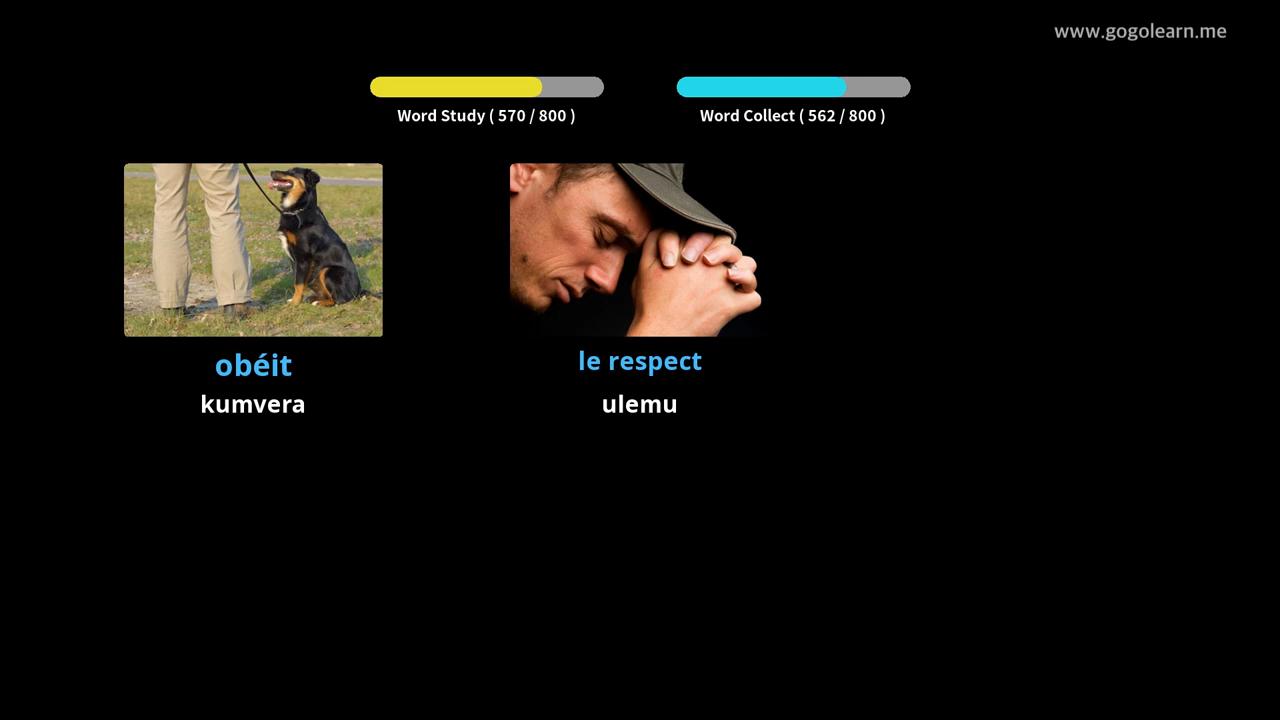 www.gogolearn.me
Word Study ( 570 / 800 )
Word Collect ( 562 / 800 )
obéit
kumvera
le respect
ulemu